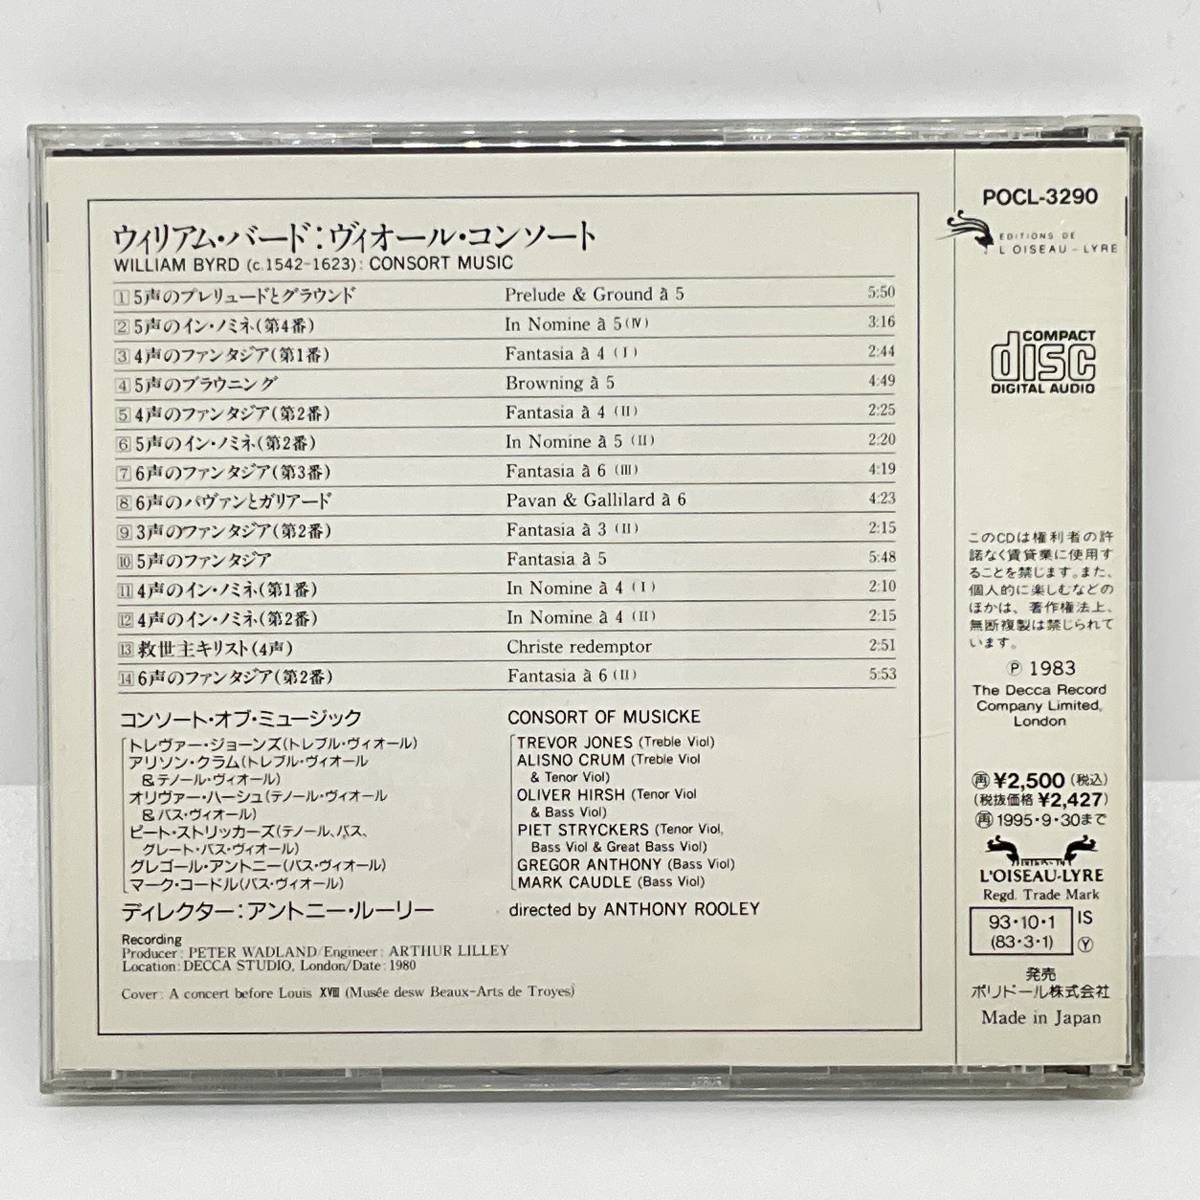 ウィリアム・バード:ヴィオール・コンソート
WILLIAM BYRD (c.1542-1623): CONSORT MUSIC
1 5声のプレリュードとグラウンド Prelude & Ground à 5 5:50
2 5声のイン・ノミネ(第4番) In Nomine à 5 (IV) 3:16
3 4声のファンタジア(第1番) Fantasia à 4 (I) 2:44
4 5声のブラウニング Browning à 5 4:49
5 4声のファンタジア(第2番) Fantasia à 4 (II) 2:25
6 5声のイン・ノミネ(第2番) In Nomine à 5 (II) 2:20
7 6声のファンタジア(第3番) Fantasia à 6 (III) 4:19
8 6声のパヴァンとガリアード Pavan & Gallilard à 6 4:23
9 3声のファンタジア(第2番) Fantasia à 3 (II) 2:15
10 5声のファンタジア Fantasia à 5 5:48
11 4声のイン・ノミネ(第1番) In Nomine à 4 (I) 2:10
12 4声のイン・ノミネ(第2番) In Nomine à 4 (II) 2:15
13 救世主キリスト(4声) Christe redemptor 2:51
14 6声のファンタジア(第2番) Fantasia à 6 (II) 5:53
コンソート・オブ・ミュージック
トレヴァー・ジョーンズ(トレブル・ヴィオール)
アリソン・クラム(トレブル・ヴィオール
&テノール・ヴィオール)
オリヴァー・ハーシュ(テノール・ヴィオール
&バス・ヴィオール)
ピート・ストリッカーズ(テノール、バス、
グレート・バス・ヴィオール)
グレゴール・アントニー(バス・ヴィオール)
マーク・コードル(バス・ヴィオール)
ディレクター:アントニー・ルーリー
CONSORT OF MUSICKE
TREVOR JONES (Treble Viol)
ALISNO CRUM (Treble Viol
& Tenor Viol)
OLIVER HIRSH (Tenor Viol
& Bass Viol)
PIET STRYCKERS (Tenor Viol,
Bass Viol & Great Bass Viol)
GREGOR ANTHONY (Bass Viol)
MARK CAUDLE (Bass Viol)
directed by ANTHONY ROOLEY
Recording
Producer: PETER WADLAND/Engineer: ARTHUR LILLEY
Location: DECCA STUDIO, London/Date: 1980
Cover: A concert before Louis XVIII (Musée desw Beaux-Arts de Troyes)
POCL-3290
EDITIONS DE
L'OISEAU-LYRE
COMPACT
disc
DIGITAL AUDIO
このCDは権利者の許
諾なく賃貸業に使用す
ることを禁じます。また、
個人的に楽しむなどの
ほかは、著作権法上、
無断複製は禁じられて
います。
Ⓟ 1983
The Decca Record
Company Limited,
London
㊢ ¥2,500 (税込)
(税抜価格 ¥2,427)
再 1995・9・30まで
L'OISEAU-LYRE
Regd. Trade Mark
93・10・1 IS
(83・3・1) Ⓨ
発売
ポリドール株式会社
Made in Japan